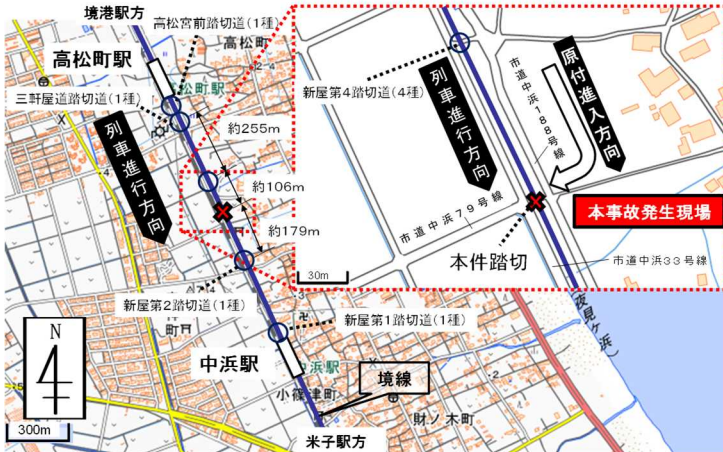 境港駅方
高松宮前踏切道(1種)
高松町
高松町駅
松町駅
三軒屋道踏切道(1種)
列車進行方向
約255m
約106m
約179m
新屋第2踏切道(1種)
新屋第1踏切道(1種)
町
中浜駅
中浜駅
小篠津町
境線
財ノ木町
米子駅方
N
300m
新屋第4踏切道(4種)
列車進行方向
市道中浜188号線
原付進入方向
市道中浜79号線
本件踏切
本事故発生現場
市道中浜33号線
30m
夜見ヶ浜)